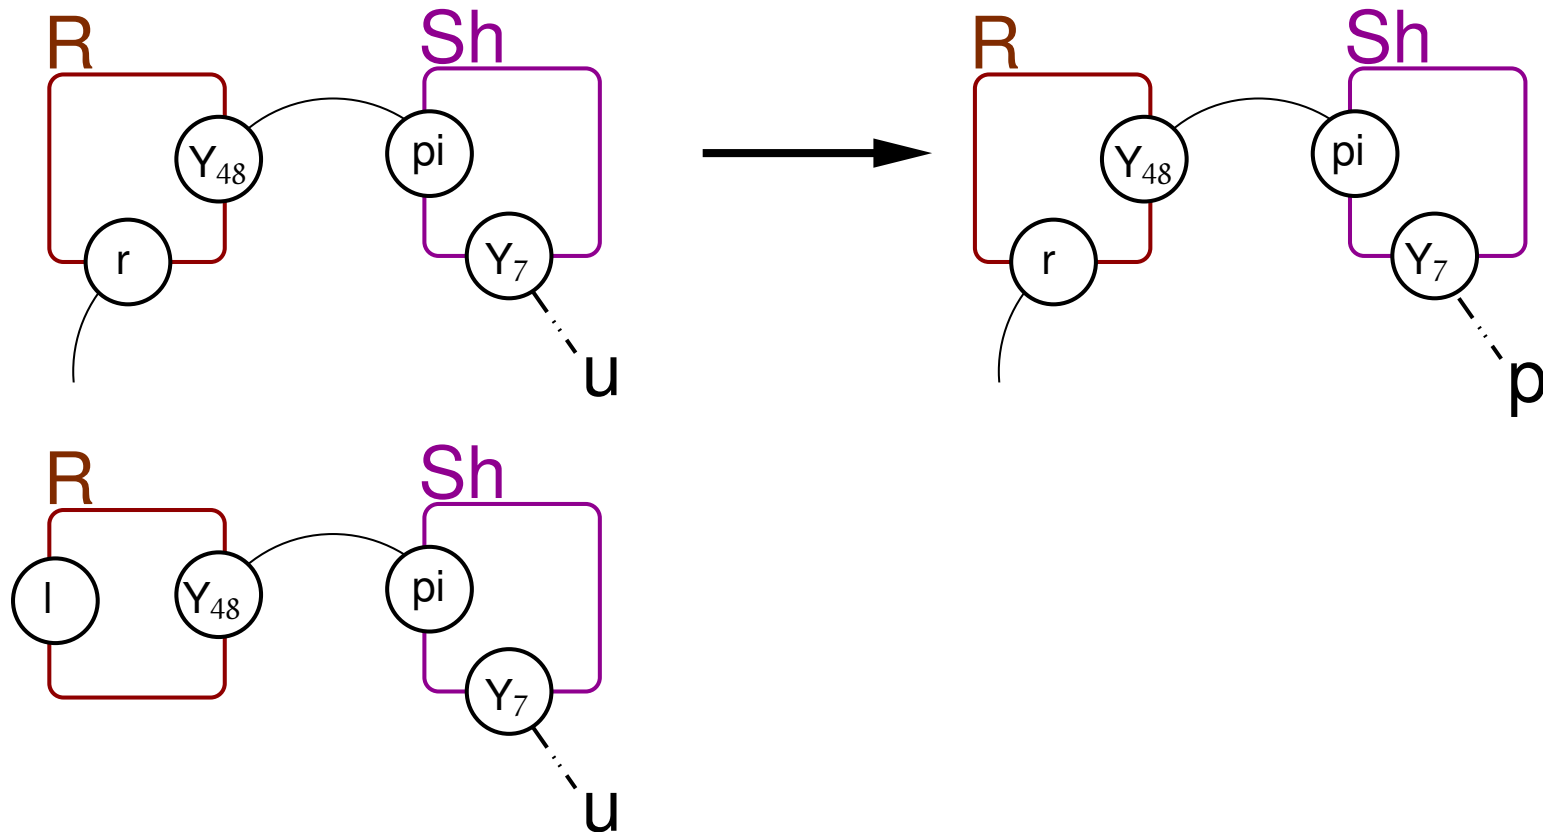 R Sh R Sh
Y48 pi Y48 pi
r Y7 r Y7
u p
R Sh
l Y48 pi
Y7
u